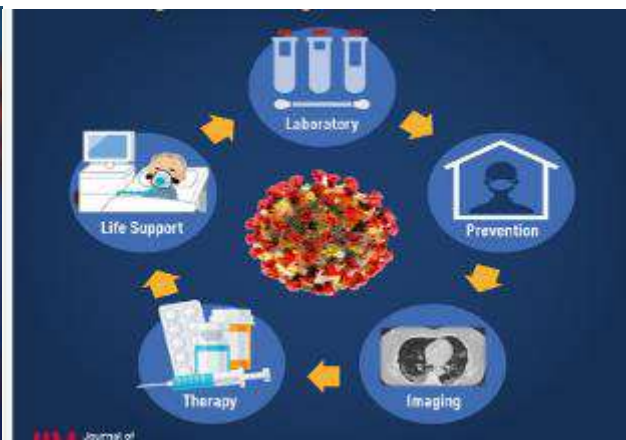 Laboratory
Prevention
Imaging
Therapy
Life Support
Journal of